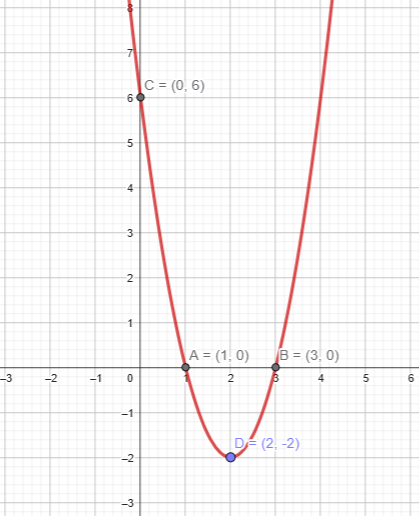 8
7
C = (0, 6)
6
5
4
3
2
1
A = (1, 0)
B = (3, 0)
–3 –2 –1 0 1 2 3 4 5 6
–1
D = (2, -2)
–2
–3